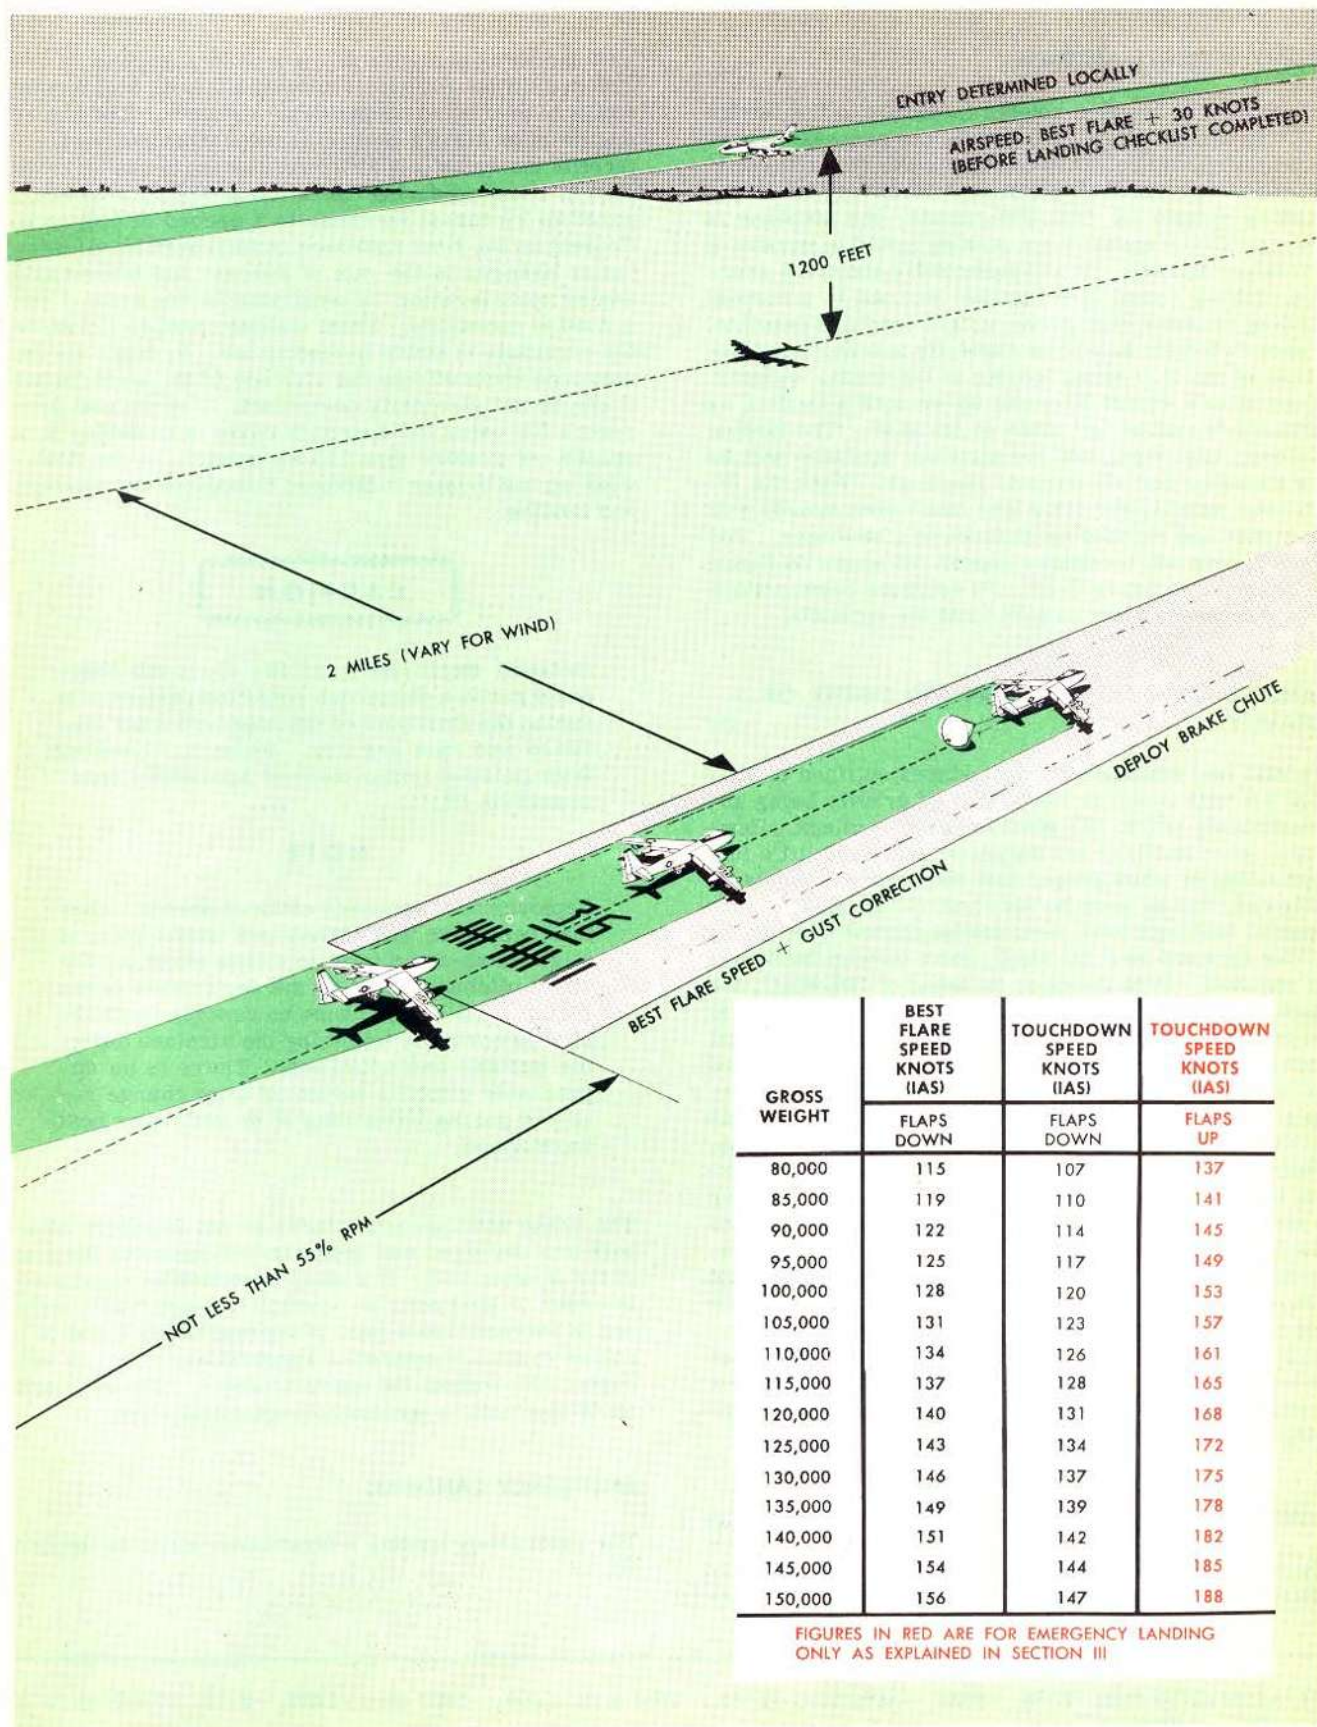 ENTRY DETERMINED LOCALLY
AIRSPEED: BEST FLARE + 30 KNOTS
(BEFORE LANDING CHECKLIST COMPLETED)
1200 FEET
2 MILES (VARY FOR WIND)
DEPLOY BRAKE CHUTE
36
BEST FLARE SPEED + GUST CORRECTION
NOT LESS THAN 55% RPM
GROSS WEIGHT BEST FLARE SPEED KNOTS (IAS) TOUCHDOWN SPEED KNOTS (IAS) TOUCHDOWN SPEED KNOTS (IAS)
FLAPS DOWN FLAPS DOWN FLAPS UP
80,000 115 107 137
85,000 119 110 141
90,000 122 114 145
95,000 125 117 149
100,000 128 120 153
105,000 131 123 157
110,000 134 126 161
115,000 137 128 165
120,000 140 131 168
125,000 143 134 172
130,000 146 137 175
135,000 149 139 178
140,000 151 142 182
145,000 154 144 185
150,000 156 147 188
FIGURES IN RED ARE FOR EMERGENCY LANDING
ONLY AS EXPLAINED IN SECTION III